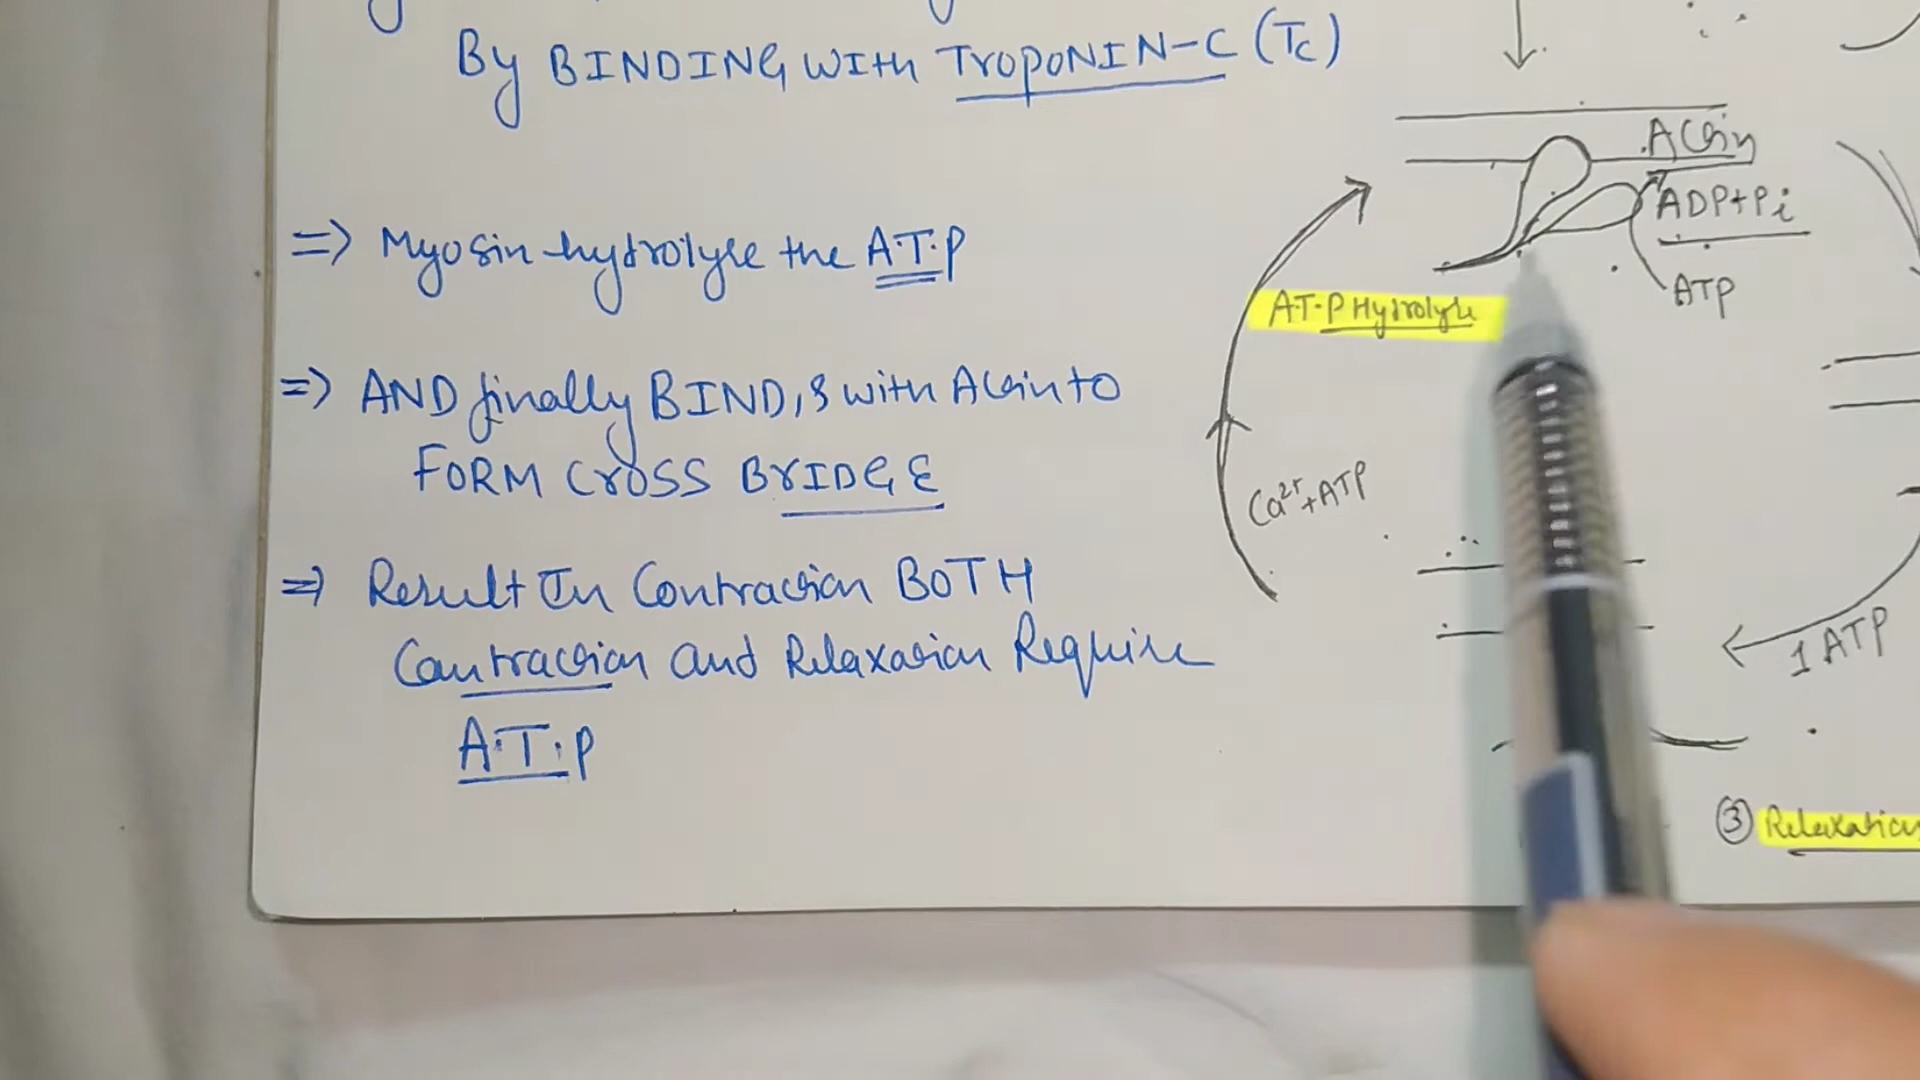 By BINDING WITH TROPONIN-C (Tc)
=> Myosin hydrolyse the A.T.P
=> AND finally BIND,s with Actin to
FORM CROSS BRIDGE
=> Result In Contraction BOTH
Contraction and Relaxation Require
A.T.P
Actin
ADP+Pi
ATP
A.T.P Hydrolyse
Ca2++ATP
1 ATP
③ Relaxation